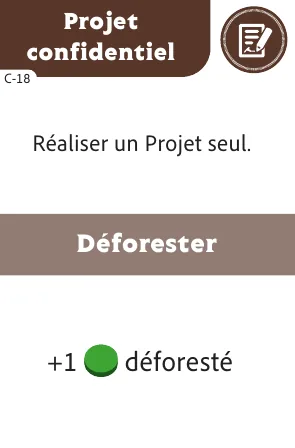 Projet
confidentiel
C-18
Réaliser un Projet seul.
Déforester
+1 déforesté